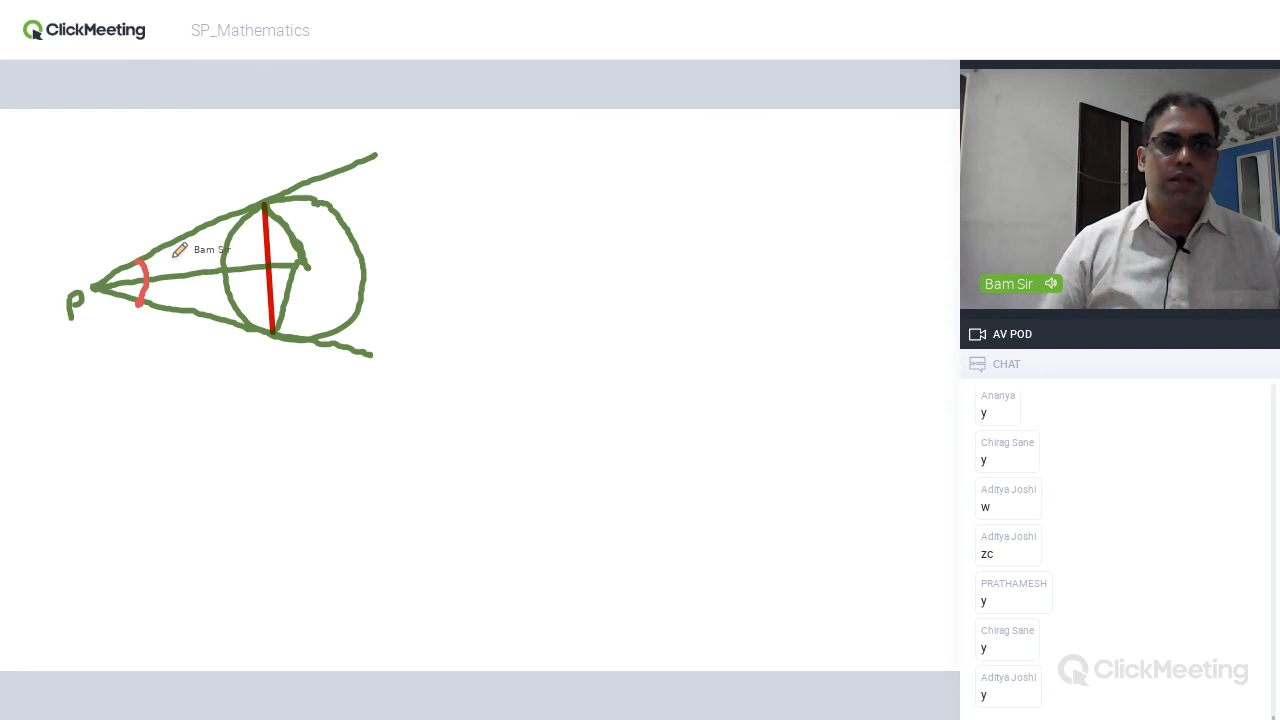 ClickMeeting
SP_Mathematics
P
Bam Sir
Bam Sir
AV POD
CHAT
Ananya
y
Chirag Sane
y
Aditya Joshi
w
Aditya Joshi
zc
PRATHAMESH
y
Chirag Sane
y
Aditya Joshi
y
ClickMeeting